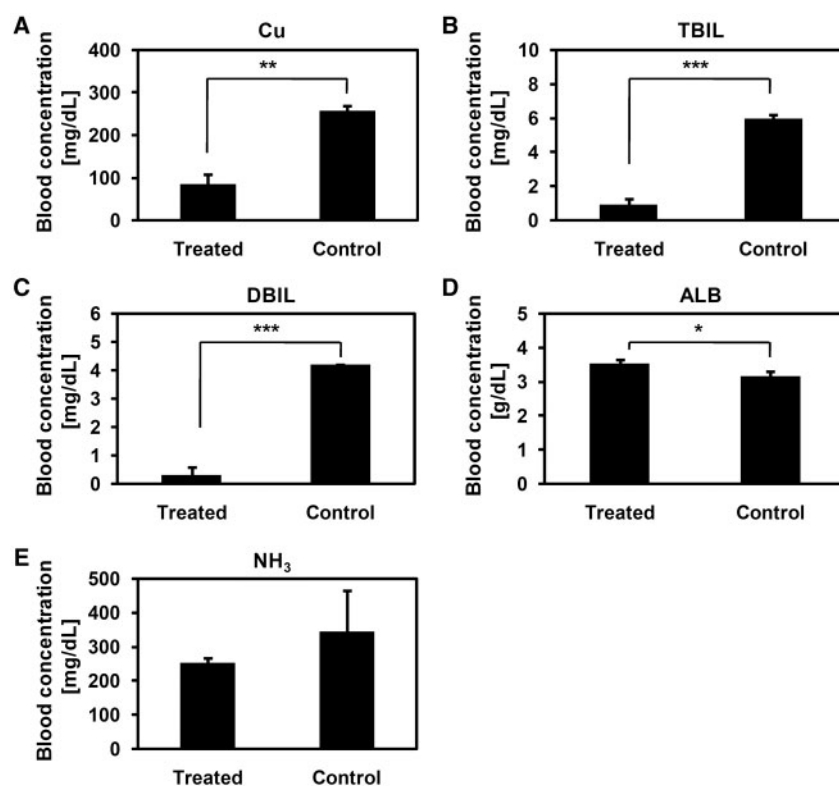 A
Cu
Blood concentration
[mg/dL]
400
300
200
100
0
**
Treated Control
B
TBIL
Blood concentration
[mg/dL]
10
8
6
4
2
0
***
Treated Control
C
DBIL
Blood concentration
[mg/dL]
6
5
4
3
2
1
0
***
Treated Control
D
ALB
Blood concentration
[g/dL]
5
4
3
2
1
0
*
Treated Control
E
NH₃
Blood concentration
[mg/dL]
500
400
300
200
100
0
Treated Control